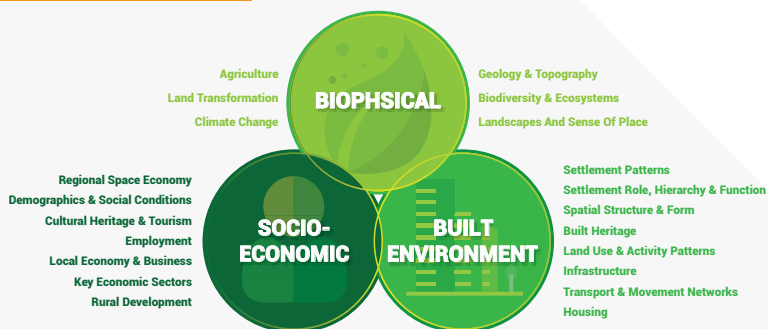 BIOPHSICAL
Agriculture
Land Transformation
Climate Change
Geology & Topography
Biodiversity & Ecosystems
Landscapes And Sense Of Place
SOCIO-
ECONOMIC
Regional Space Economy
Demographics & Social Conditions
Cultural Heritage & Tourism
Employment
Local Economy & Business
Key Economic Sectors
Rural Development
BUILT
ENVIRONMENT
Settlement Patterns
Settlement Role, Hierarchy & Function
Spatial Structure & Form
Built Heritage
Land Use & Activity Patterns
Infrastructure
Transport & Movement Networks
Housing